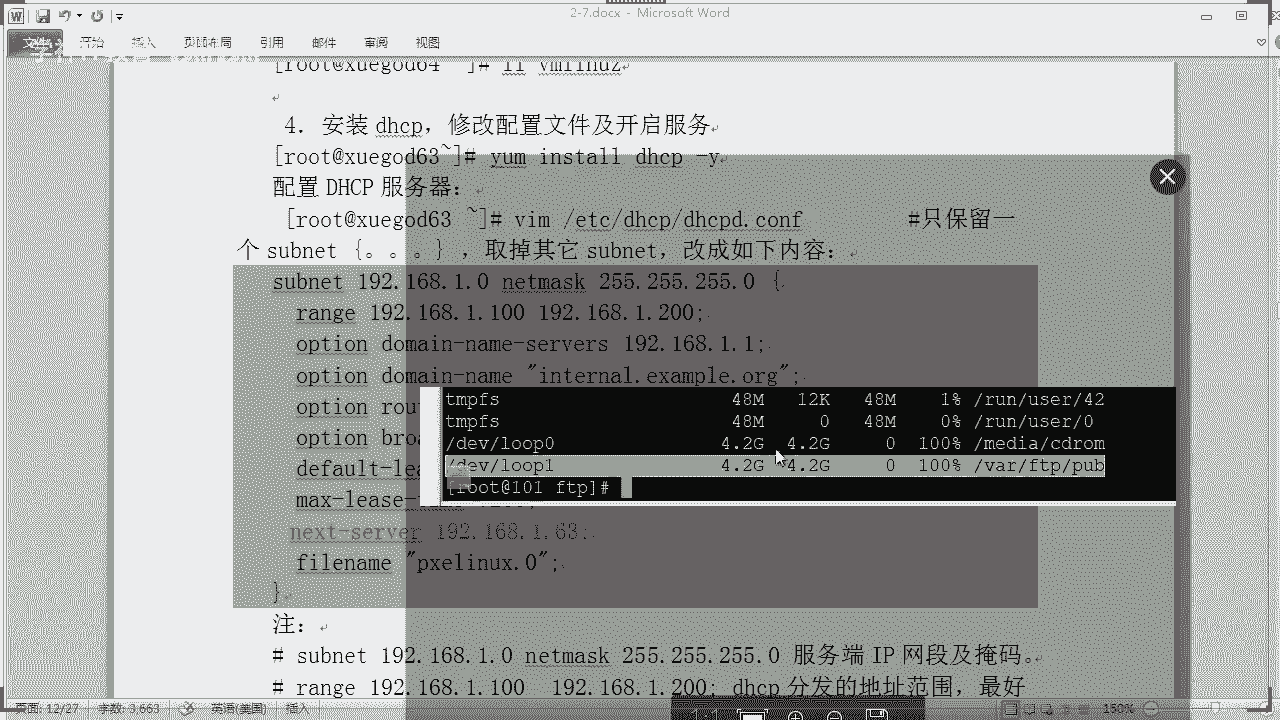 2-7.docx - Microsoft Word
文件 开始 插入 页面布局 引用 邮件 审阅 视图
[root@xuegod64 ~]# ll vmlinuz
4. 安装 dhcp，修改配置文件及开启服务
[root@xuegod63~]# yum install dhcp -y
配置 DHCP 服务器：
[root@xuegod63 ~]# vim /etc/dhcp/dhcpd.conf #只保留一
个 subnet {。。。} ，取掉其它 subnet，改成如下内容：
subnet 192.168.1.0 netmask 255.255.255.0 {
range 192.168.1.100 192.168.1.200;
option domain-name-servers 192.168.1.1;
option domain-name "internal.example.org";
option rou
option bro
default-lea
max-lease-
next-server 192.168.1.63;
filename "pxelinux.0";
}
tmpfs 48M 12K 48M 1% /run/user/42
tmpfs 48M 0 48M 0% /run/user/0
/dev/loop0 4.2G 4.2G 0 100% /media/cdrom
/dev/loop1 4.2G 4.2G 0 100% /var/ftp/pub
[root@101 ftp]#
注：
# subnet 192.168.1.0 netmask 255.255.255.0 服务端 IP 网段及掩码。
# range 192.168.1.100 192.168.1.200; dhcp 分发的地址范围，最好
页面: 12/27 字数: 3,663 英语(美国) 插入 150%